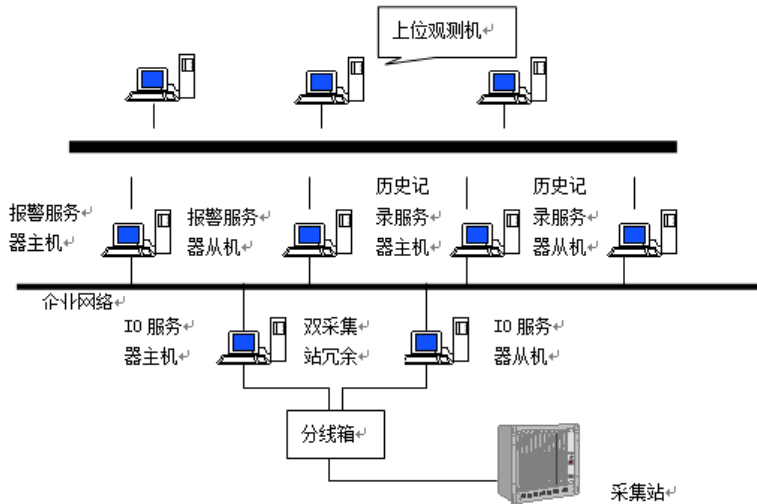 上位观测机
报警服务
器主机
报警服务
器从机
历史记
录服务
器主机
历史记
录服务
器从机
企业网络
IO 服务
器主机
双采集
站冗余
IO 服务
器从机
分线箱
采集站